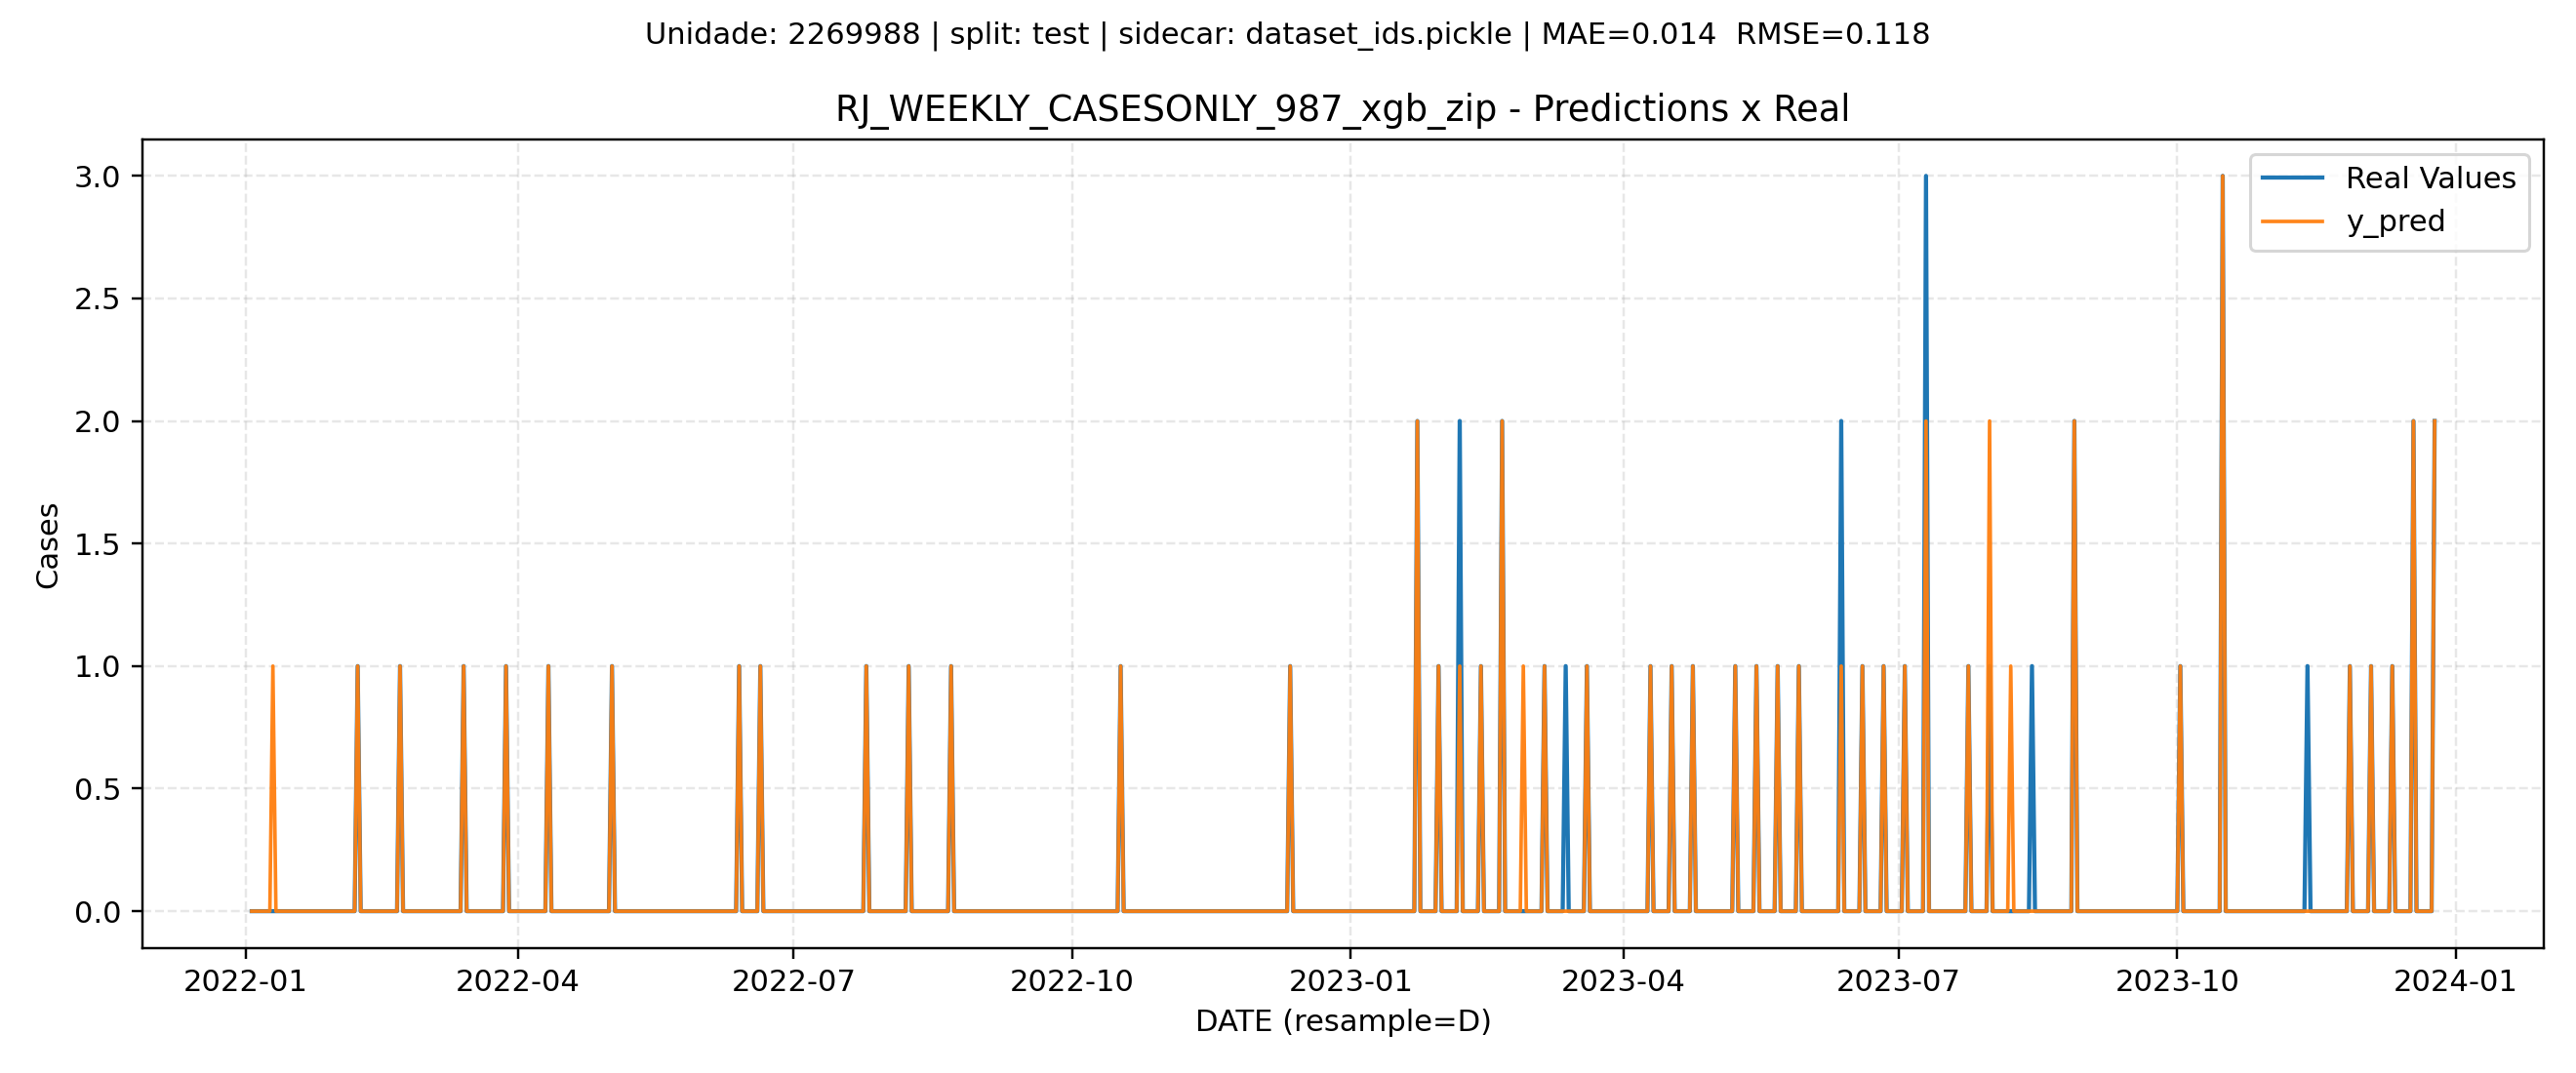 Unidade: 2269988 | split: test | sidecar: dataset_ids.pickle | MAE=0.014  RMSE=0.118
RJ_WEEKLY_CASESONLY_987_xgb_zip - Predictions x Real
Real Values
y_pred
3.0
2.5
2.0
1.5
1.0
0.5
0.0
Cases
2022-01 2022-04 2022-07 2022-10 2023-01 2023-04 2023-07 2023-10 2024-01
DATE (resample=D)